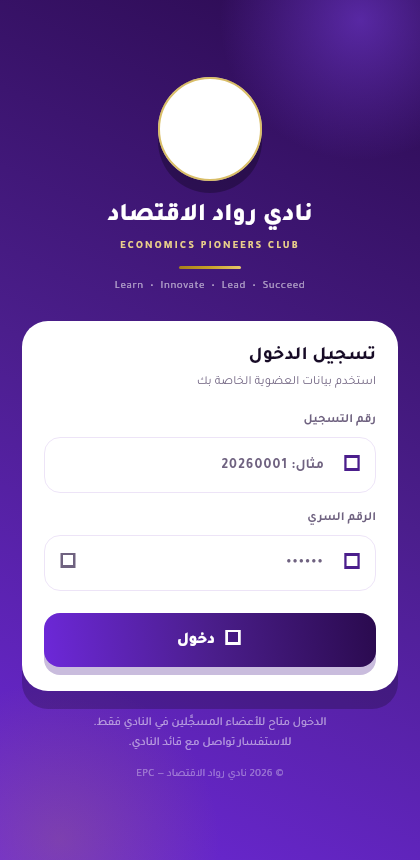 نادي رواد الاقتصاد
ECONOMICS PIONEERS CLUB
Learn • Innovate • Lead • Succeed
تسجيل الدخول
استخدم بيانات العضوية الخاصة بك
رقم التسجيل
مثال: 20260001
الرقم السري
••••••
دخول
الدخول متاح للأعضاء المسجَّلين في النادي فقط.
للاستفسار تواصل مع قائد النادي.
© 2026 نادي رواد الاقتصاد – EPC